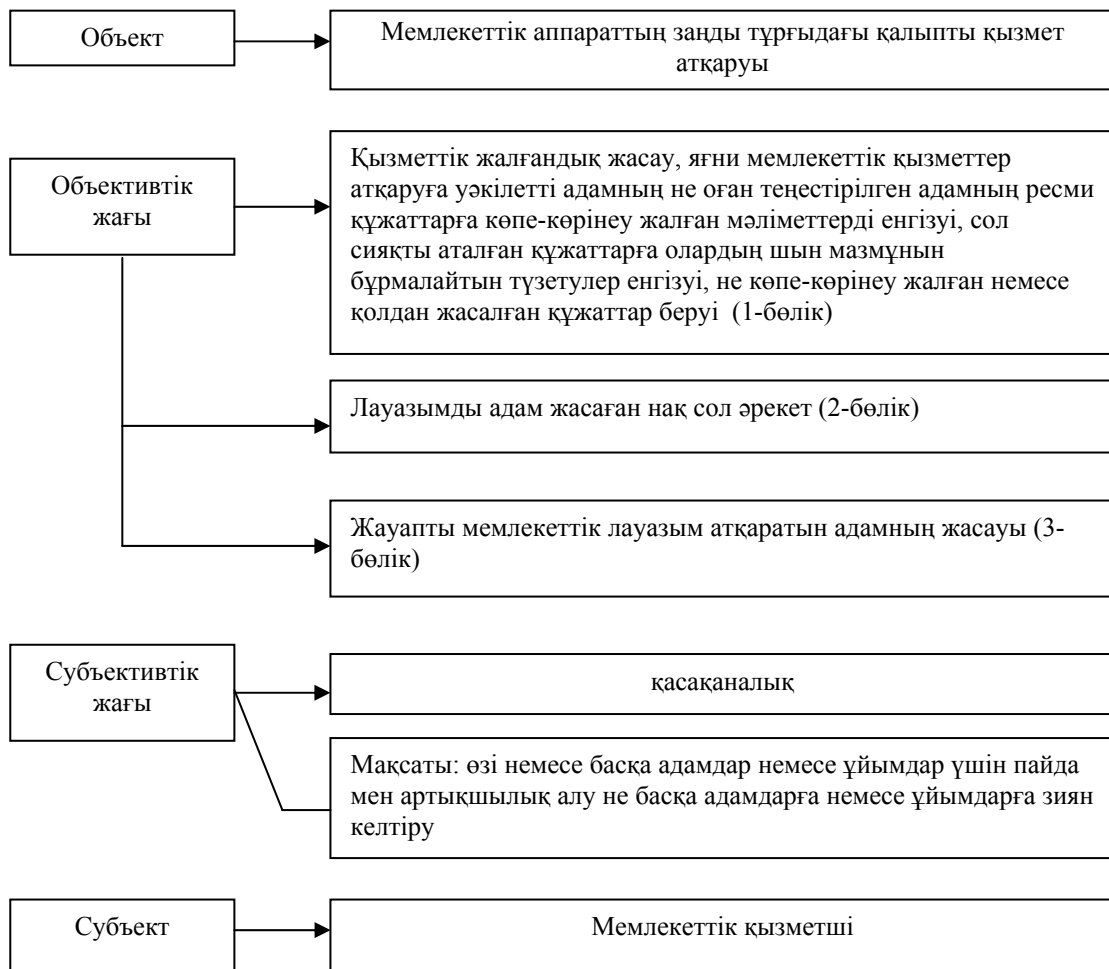 Объект
Мемлекеттік аппараттың заңды тұрғыдағы қалыпты қызмет
атқаруы
Объективтік
жағы
Қызметтік жалғандық жасау, яғни мемлекеттік қызметтер
атқаруға уәкілетті адамның не оған теңестірілген адамның ресми
құжаттарға көпе-көрінеу жалған мәліметтерді енгізуі, сол
сияқты аталған құжаттарға олардың шын мазмұнын
бұрмалайтын түзетулер енгізуі, не көпе-көрінеу жалған немесе
қолдан жасалған құжаттар беруі (1-бөлік)
Лауазымды адам жасаған нақ сол әрекет (2-бөлік)
Жауапты мемлекеттік лауазым атқаратын адамның жасауы (3-
бөлік)
Субъективтік
жағы
қасақаналық
Мақсаты: өзі немесе басқа адамдар немесе ұйымдар үшін пайда
мен артықшылық алу не басқа адамдарға немесе ұйымдарға зиян
келтіру
Субъект
Мемлекеттік қызметші